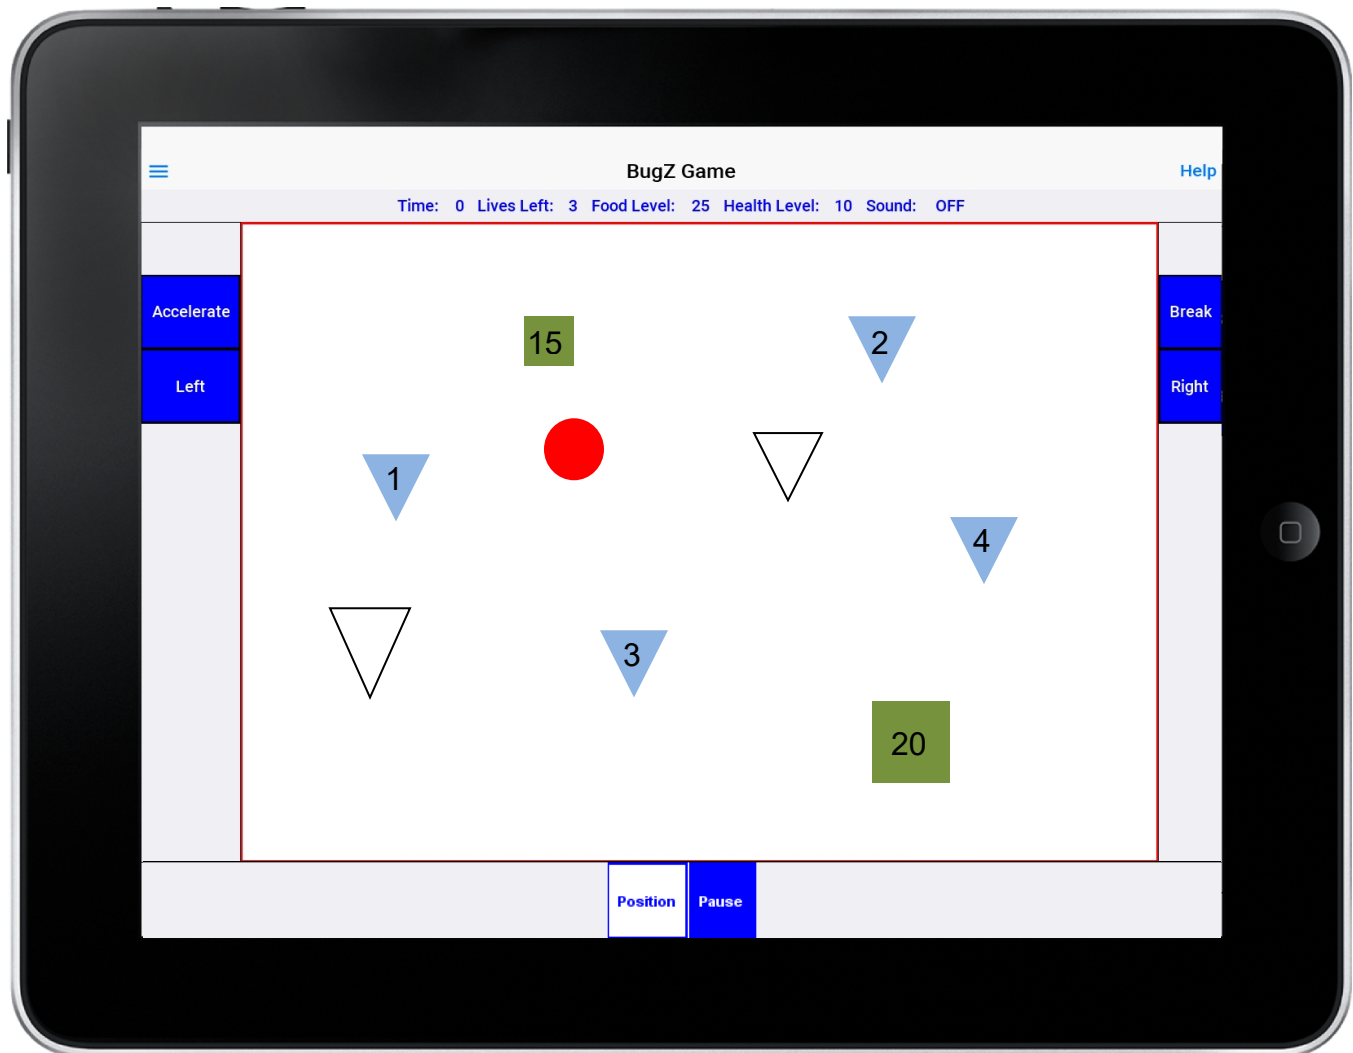 BugZ Game
Help
Time: 0 Lives Left: 3 Food Level: 25 Health Level: 10 Sound: OFF
Accelerate
Break
Left
Right
15
2
1
4
3
20
Position
Pause